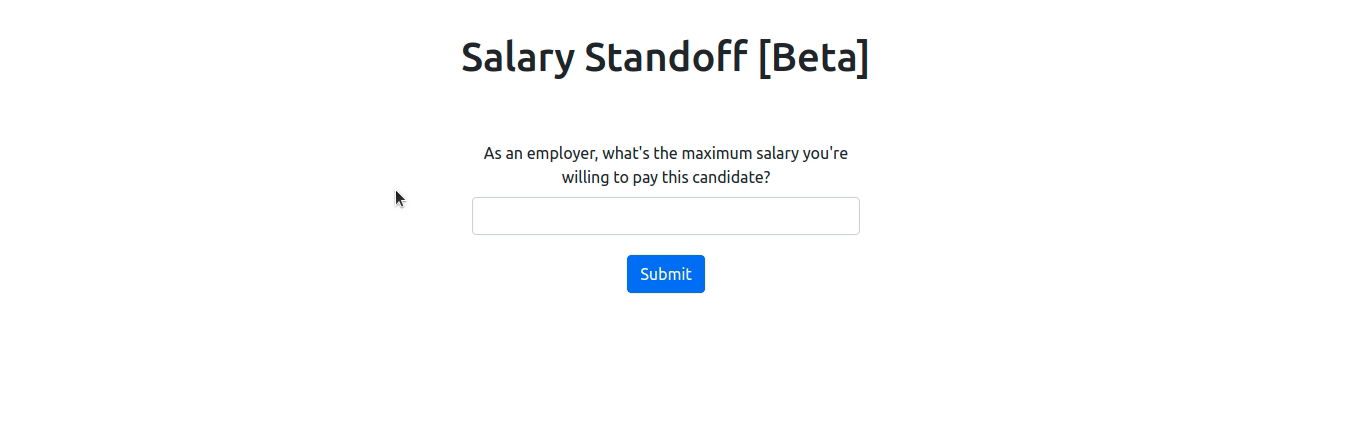 Salary Standoff [Beta]
As an employer, what's the maximum salary you're
willing to pay this candidate?
Submit